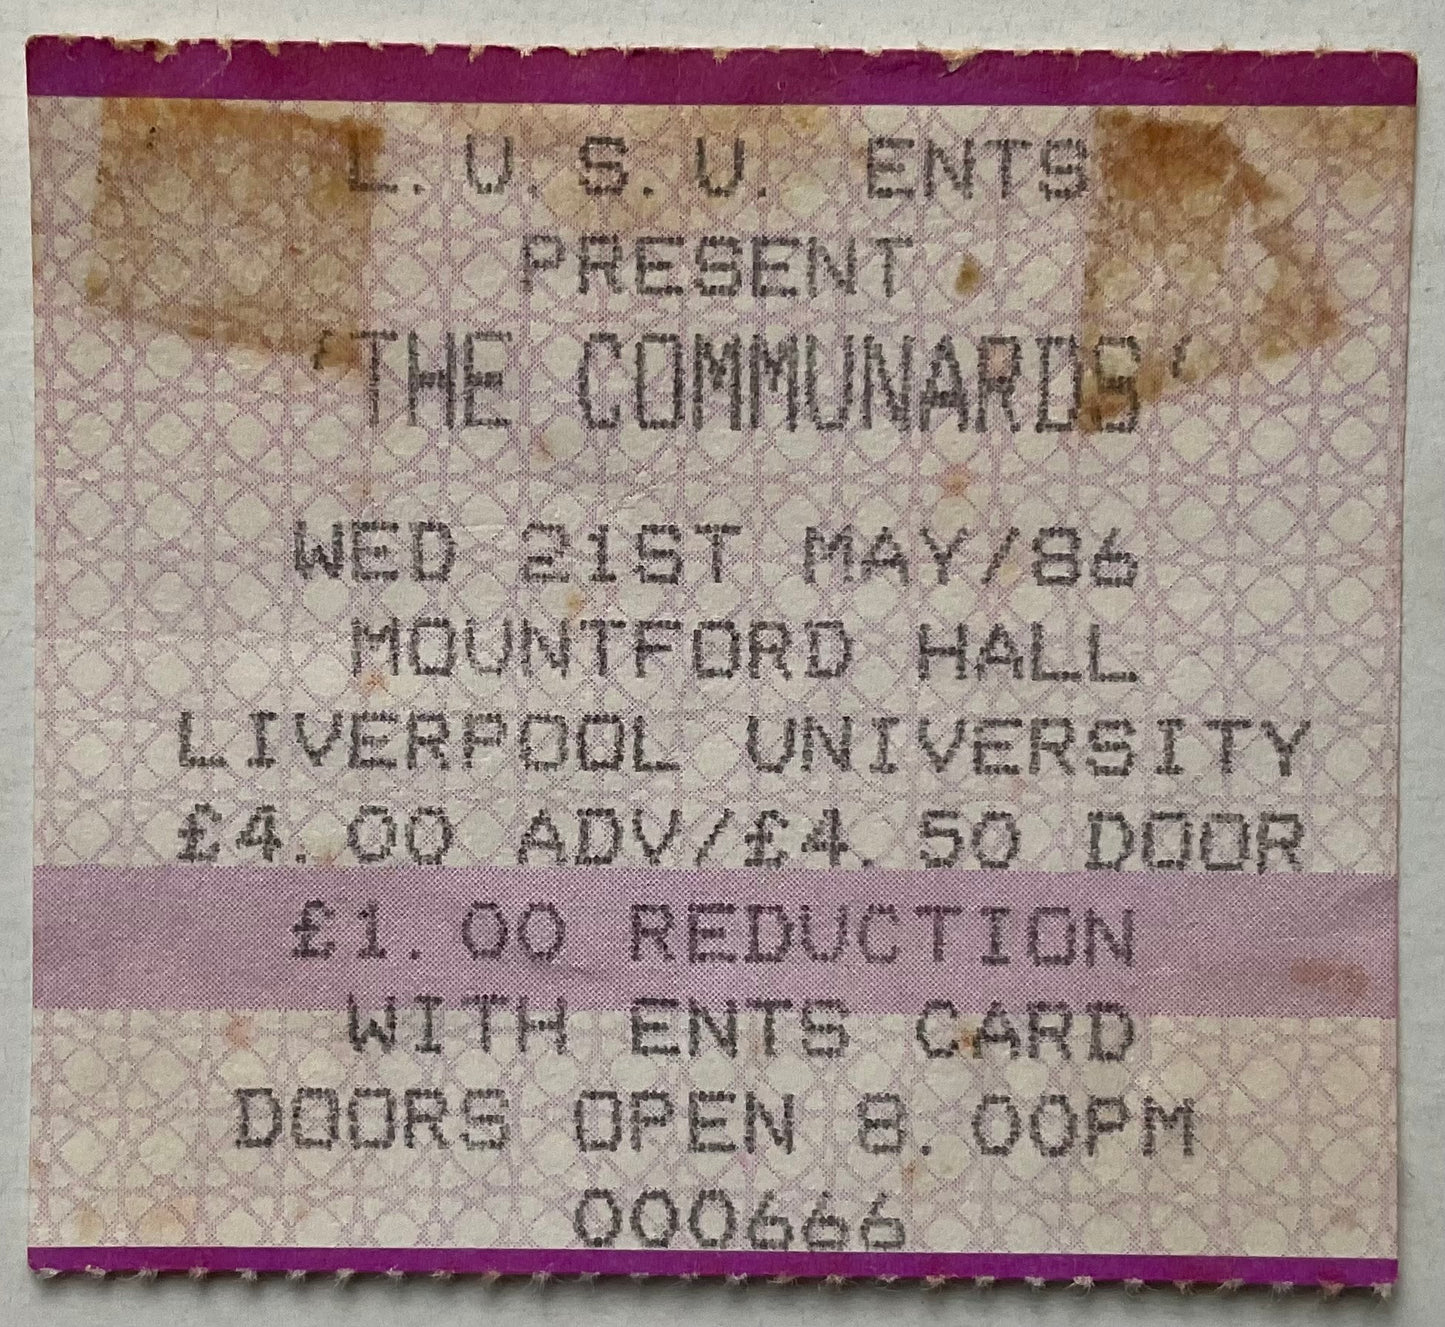 L.U.S.U. ENTS
PRESENT
'THE COMMUNARDS'
WED 21ST MAY/86
MOUNTFORD HALL
LIVERPOOL UNIVERSITY
£4.00 ADV/£4.50 DOOR
£1.00 REDUCTION
WITH ENTS CARD
DOORS OPEN 8.00PM
000666